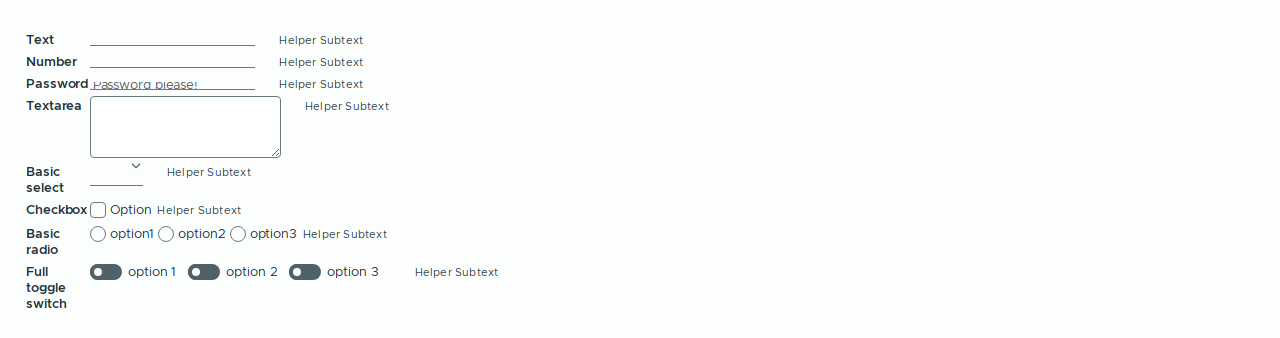 Text Helper Subtext
Number Helper Subtext
Password Password please! Helper Subtext
Textarea Helper Subtext
Basic select Helper Subtext
Checkbox Option Helper Subtext
Basic radio option1 option2 option3 Helper Subtext
Full toggle switch option 1 option 2 option 3 Helper Subtext